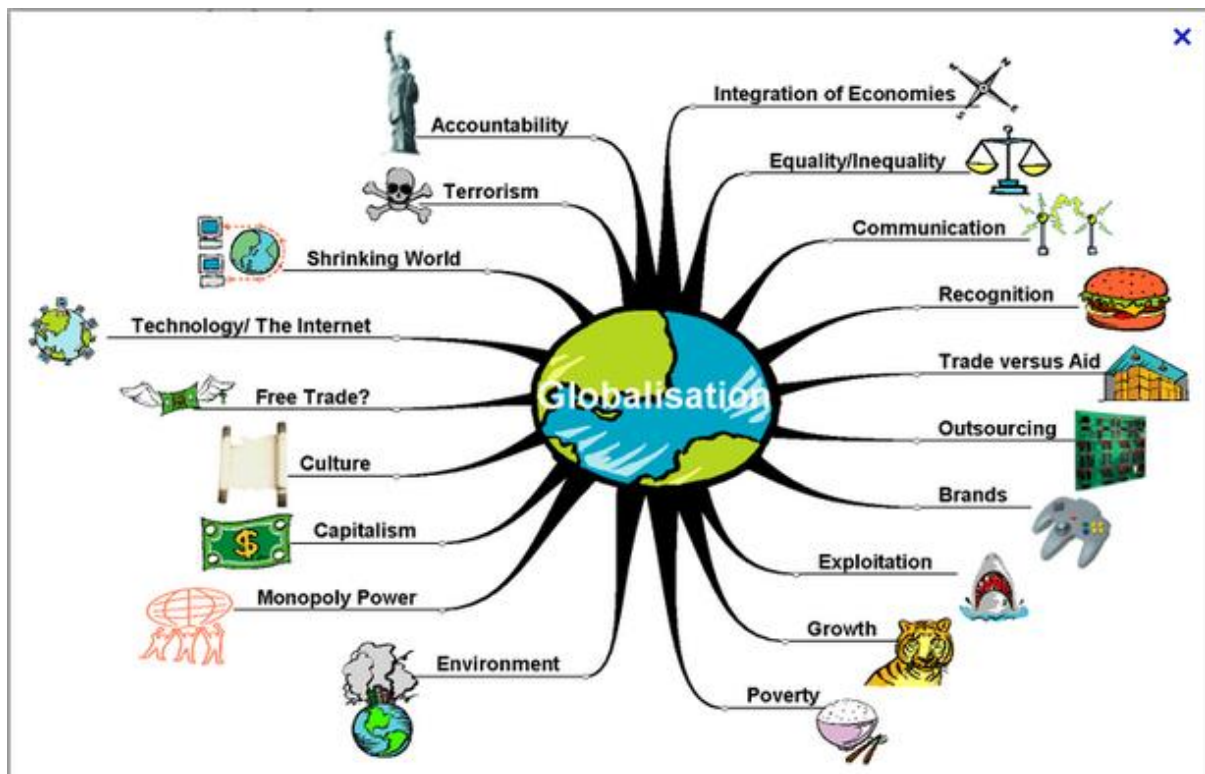 Globalisation
Integration of Economies
Equality/Inequality
Communication
Recognition
Trade versus Aid
Outsourcing
Brands
Exploitation
Growth
Poverty
Environment
Monopoly Power
Capitalism
Culture
Free Trade?
Technology/ The Internet
Shrinking World
Terrorism
Accountability